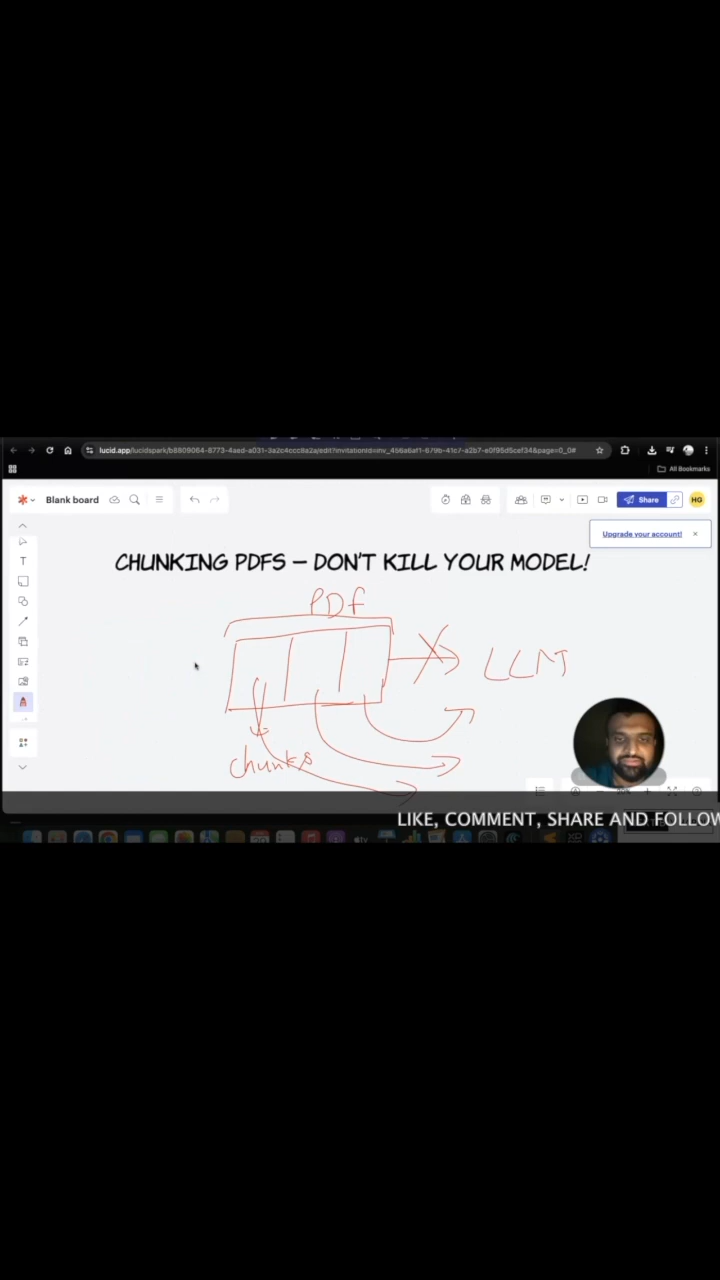 Blank board
Share
HG
All Bookmarks
Upgrade your account!
CHUNKING PDFS – DON'T KILL YOUR MODEL!
PDf
LLM
chunks
LIKE, COMMENT, SHARE AND FOLLOW